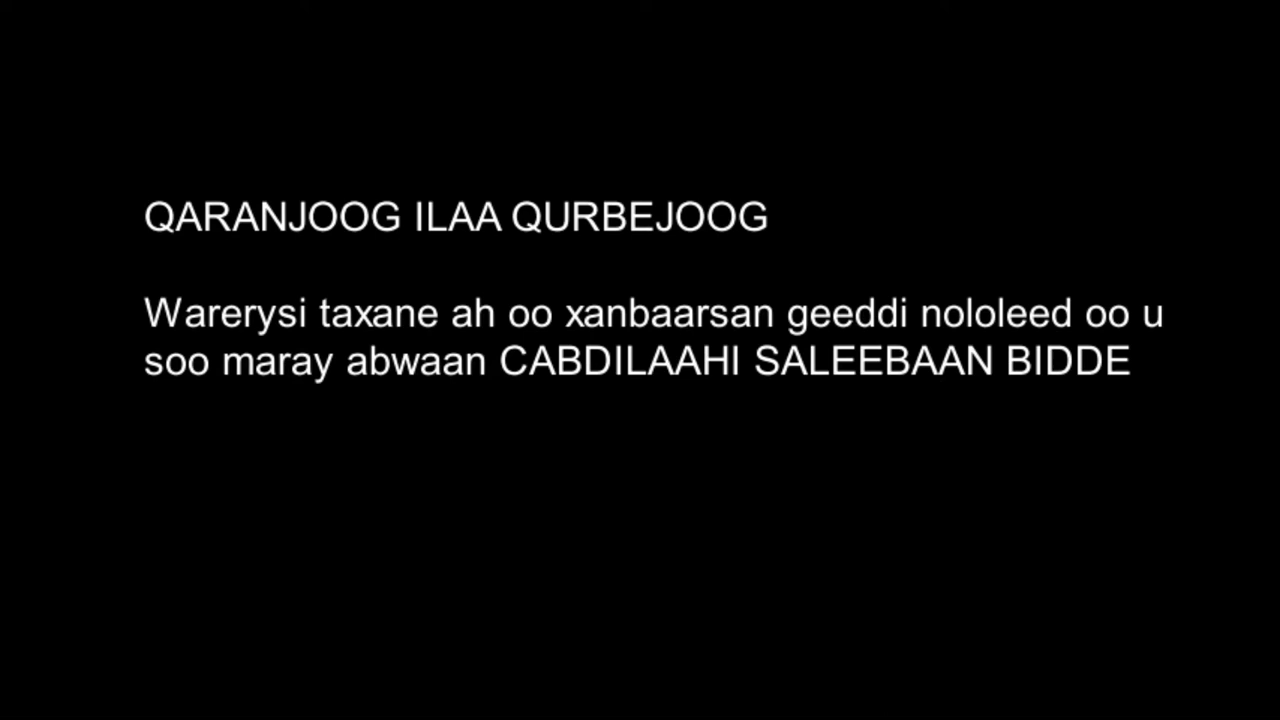 QARANJOOG ILAA QURBEJOOG
Warerysi taxane ah oo xanbaarsan geeddi nololeed oo u
soo maray abwaan CABDILAAHI SALEEBAAN BIDDE